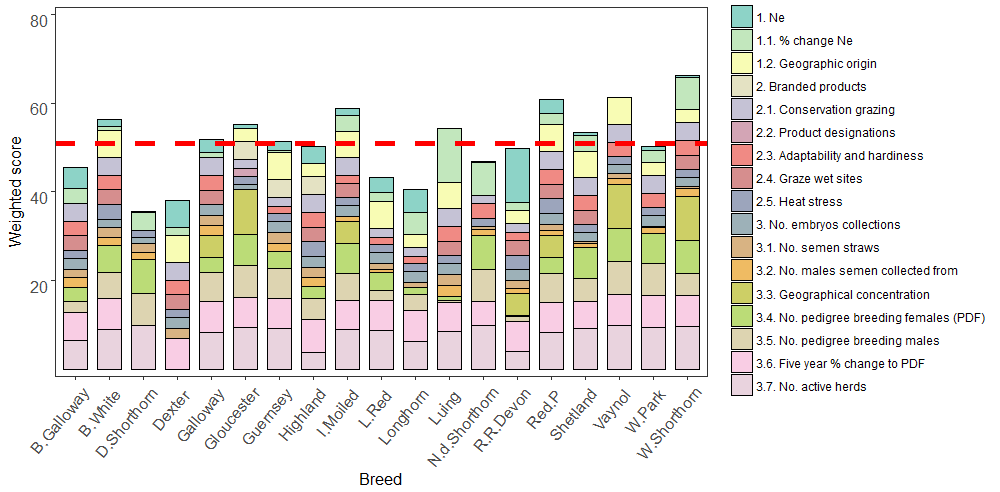 80
60
40
20
Weighted score
B.Galloway
B.White
D.Shorthorn
Dexter
Galloway
Gloucester
Guernsey
Highland
I.Moiled
L.Red
Longhorn
Luing
N.d.Shorthorn
R.R.Devon
Red.P
Shetland
Vaynol
W.Park
W.Shorthorn
Breed
1. Ne
1.1. % change Ne
1.2. Geographic origin
2. Branded products
2.1. Conservation grazing
2.2. Product designations
2.3. Adaptability and hardiness
2.4. Graze wet sites
2.5. Heat stress
3. No. embryos collections
3.1. No. semen straws
3.2. No. males semen collected from
3.3. Geographical concentration
3.4. No. pedigree breeding females (PDF)
3.5. No. pedigree breeding males
3.6. Five year % change to PDF
3.7. No. active herds